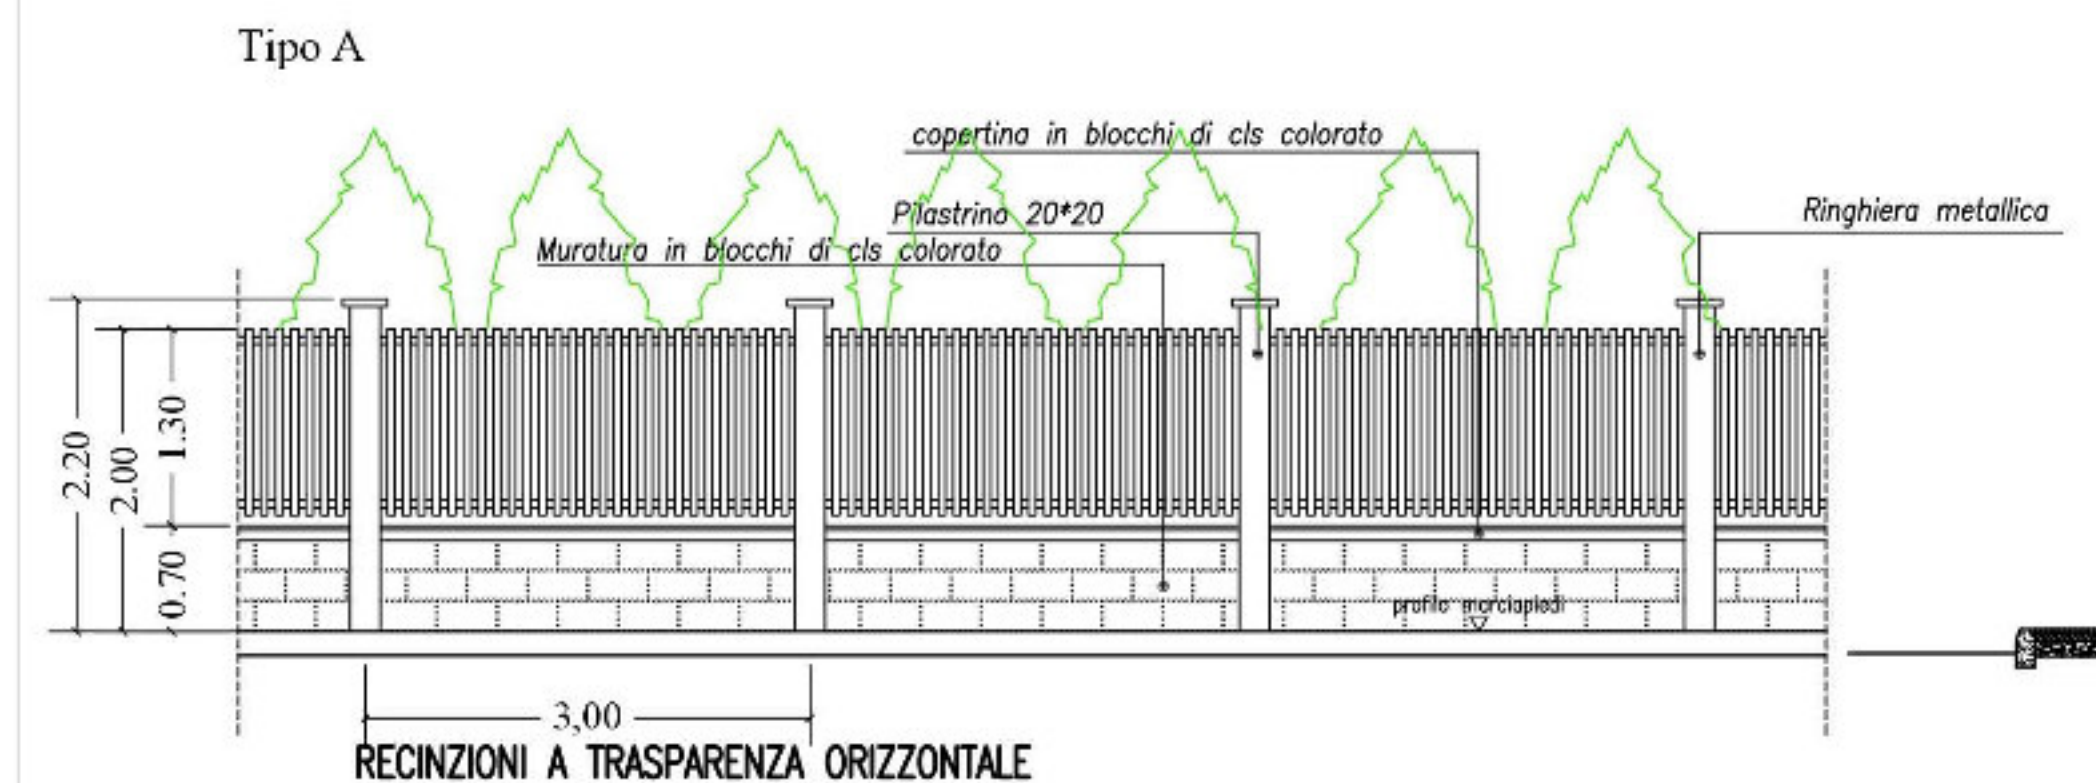 Tipo A
copertina in blocchi di cls colorato
Pilastrino 20*20
Ringhiera metallica
Muratura in blocchi di cls colorato
2.20
2.00
1.30
0.70
profilo marciapiedi
3,00
RECINZIONI A TRASPARENZA ORIZZONTALE